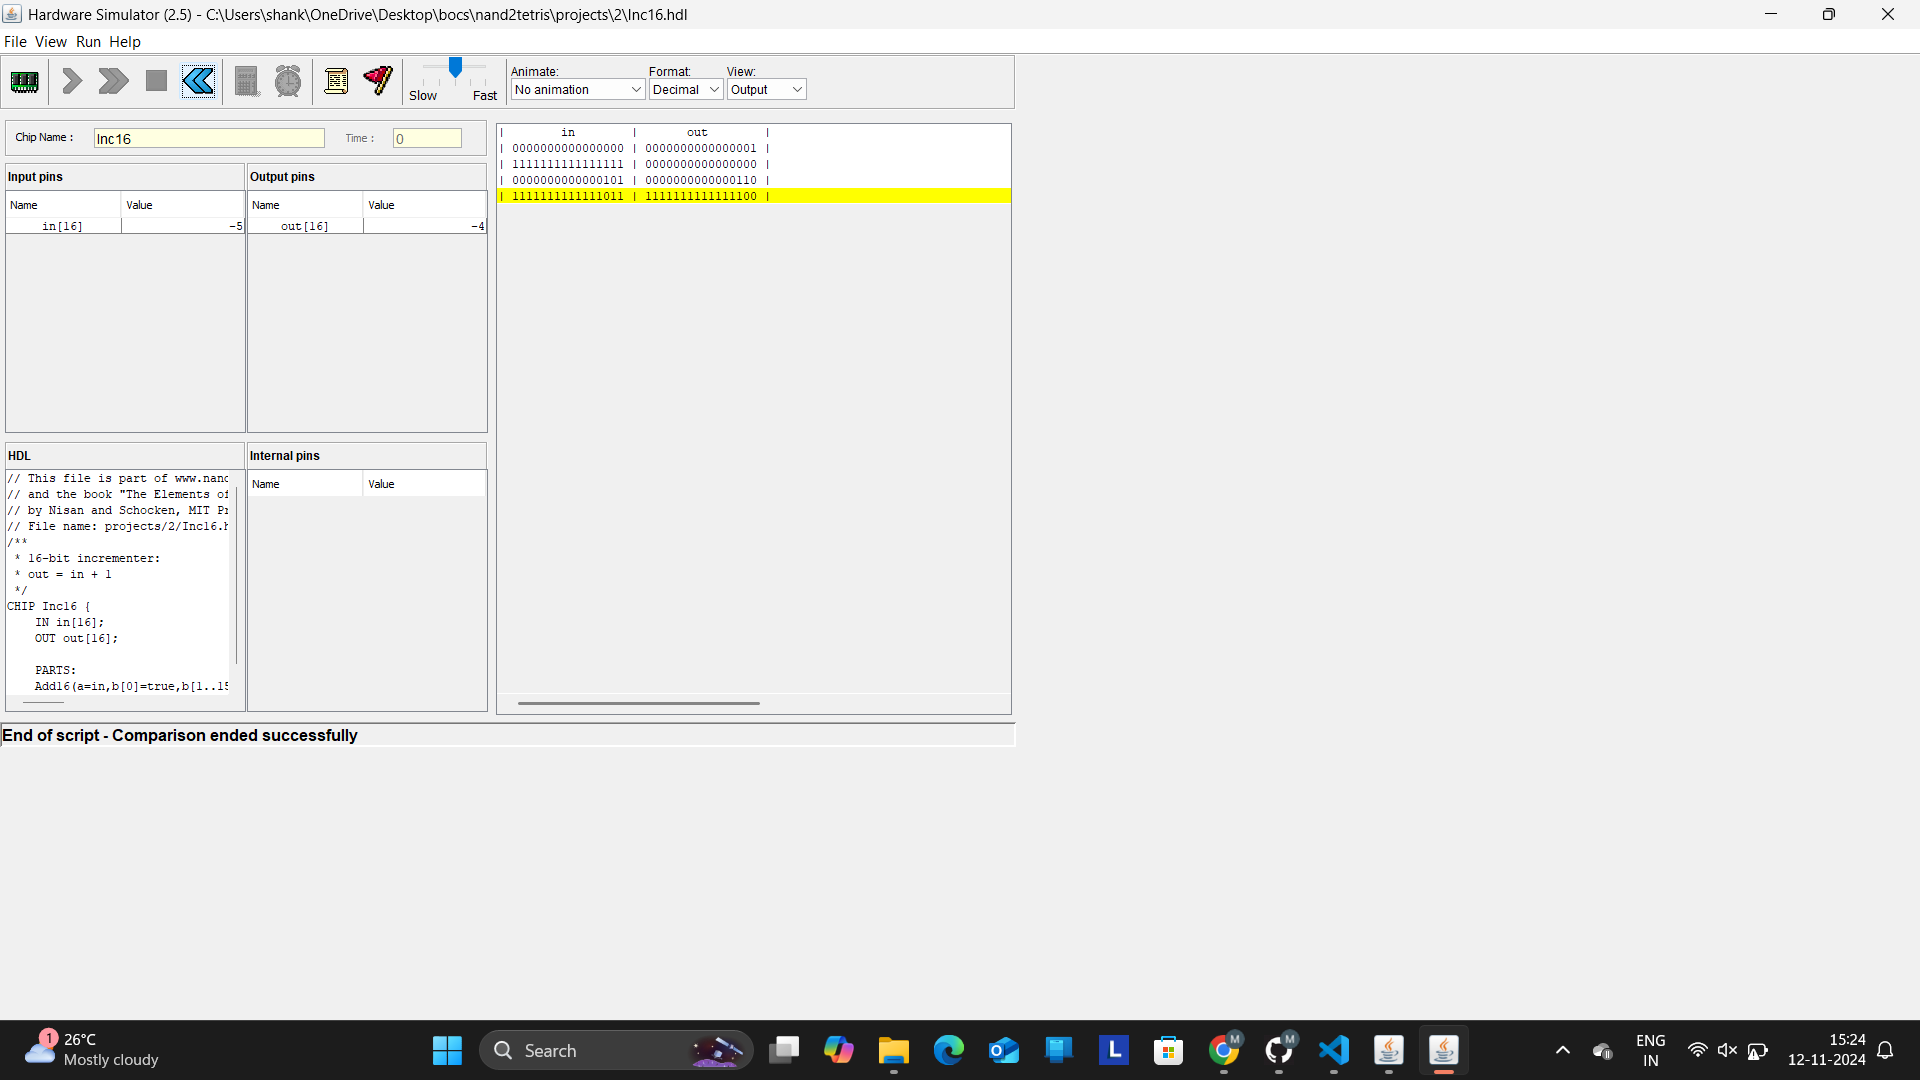 Hardware Simulator (2.5) - C:\Users\shank\OneDrive\Desktop\bocs\nand2tetris\projects\2\Inc16.hdl
File View Run Help
Slow Fast
Animate: Format: View:
No animation Decimal Output
Chip Name : Inc16 Time : 0
Input pins Output pins
Name Value Name Value
in[16] -5 out[16] -4
| in | out |
| 0000000000000000 | 0000000000000001 |
| 1111111111111111 | 0000000000000000 |
| 0000000000000101 | 0000000000000110 |
| 1111111111111011 | 1111111111111100 |
HDL Internal pins
Name Value
// This file is part of www.nand
// and the book "The Elements of
// by Nisan and Schocken, MIT Pr
// File name: projects/2/Inc16.h
/**
* 16-bit incrementer:
* out = in + 1
*/
CHIP Inc16 {
IN in[16];
OUT out[16];
PARTS:
Add16(a=in,b[0]=true,b[1..15
End of script - Comparison ended successfully
1
26°C
Mostly cloudy
Search
L
M
M
ENG
IN
15:24
12-11-2024